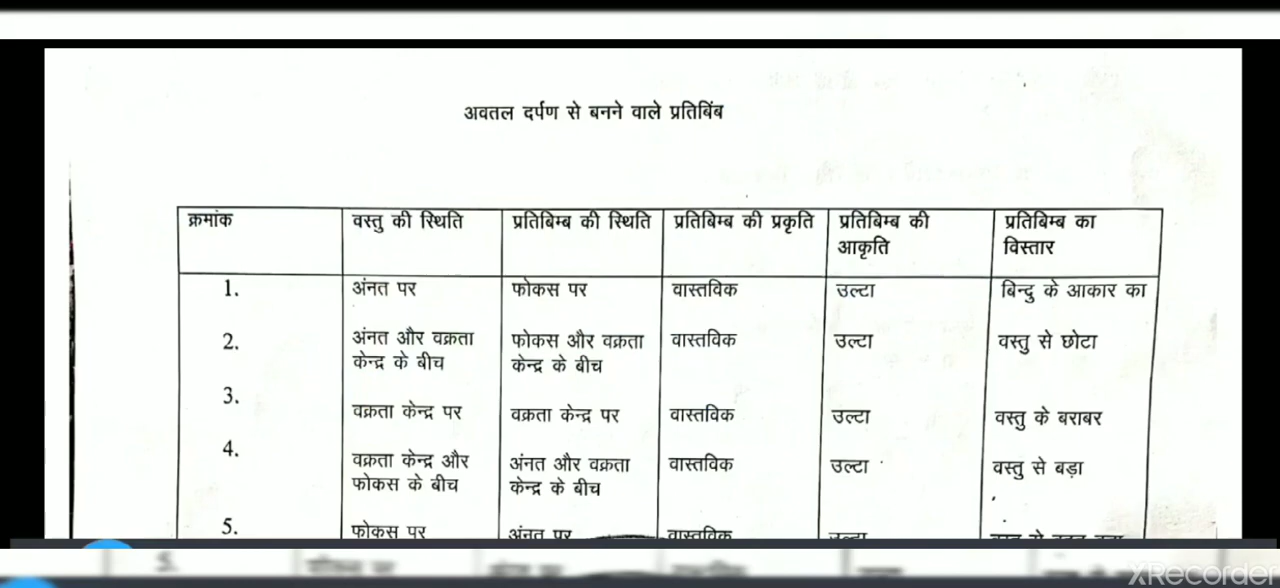 अवतल दर्पण से बनने वाले प्रतिबिंब
क्रमांक वस्तु की स्थिति प्रतिबिम्ब की स्थिति प्रतिबिम्ब की प्रकृति प्रतिबिम्ब की आकृति प्रतिबिम्ब का विस्तार
1. अंनत पर फोकस पर वास्तविक उल्टा बिन्दु के आकार का
2. अंनत और वक्रता केन्द्र के बीच फोकस और वक्रता केन्द्र के बीच वास्तविक उल्टा वस्तु से छोटा
3. वक्रता केन्द्र पर वक्रता केन्द्र पर वास्तविक उल्टा वस्तु के बराबर
4. वक्रता केन्द्र और फोकस के बीच अंनत और वक्रता केन्द्र के बीच वास्तविक उल्टा वस्तु से बड़ा
5. फोकस पर अंनत पर वास्तविक
XRecorder